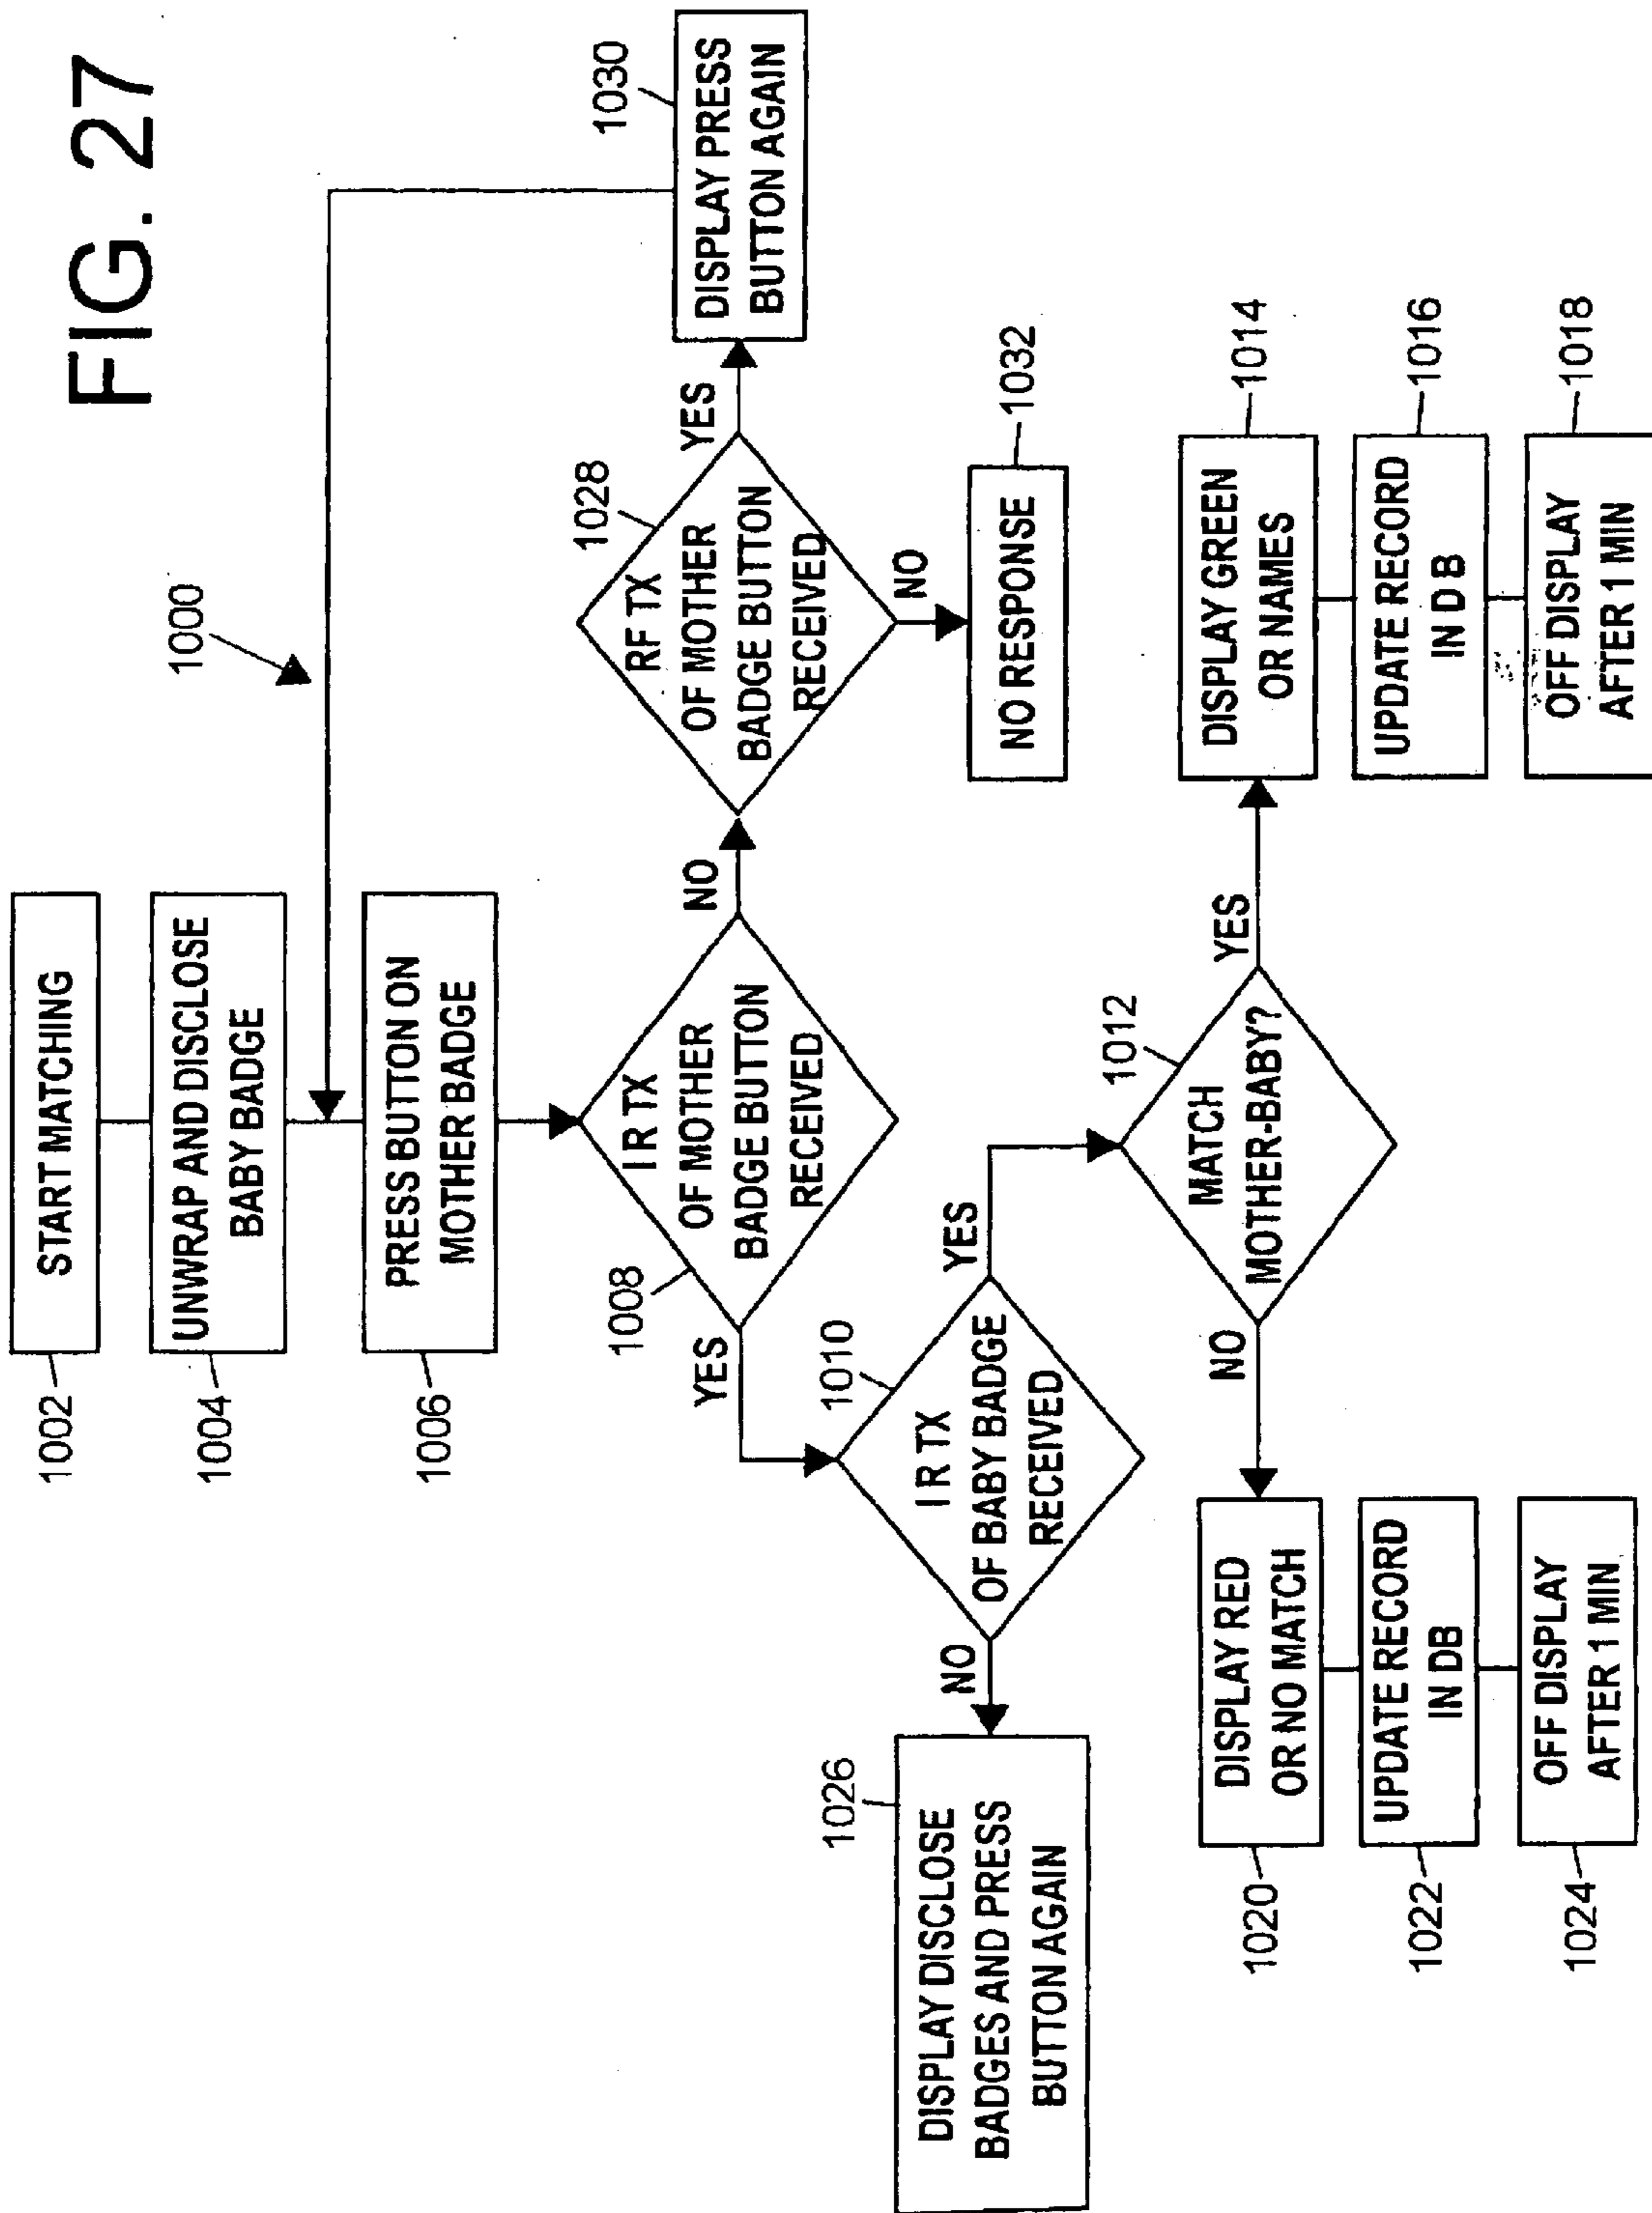 FIG. 27
1000
1002
START MATCHING
1004
UNWRAP AND DISCLOSE
BABY BADGE
1006
PRESS BUTTON ON
MOTHER BADGE
1008
I R TX
OF MOTHER
BADGE BUTTON
RECEIVED
YES
NO
1028
RF TX
OF MOTHER
BADGE BUTTON
RECEIVED
YES
NO
1030
DISPLAY PRESS
BUTTON AGAIN
1032
NO RESPONSE
1010
I R TX
OF BABY BADGE
RECEIVED
NO
YES
1026
DISPLAY DISCLOSE
BADGES AND PRESS
BUTTON AGAIN
1012
MATCH
MOTHER-BABY?
NO
YES
1020
DISPLAY RED
OR NO MATCH
1022
UPDATE RECORD
IN DB
1024
OFF DISPLAY
AFTER 1 MIN
1014
DISPLAY GREEN
OR NAMES
1016
UPDATE RECORD
IN D B
1018
OFF DISPLAY
AFTER 1 MIN